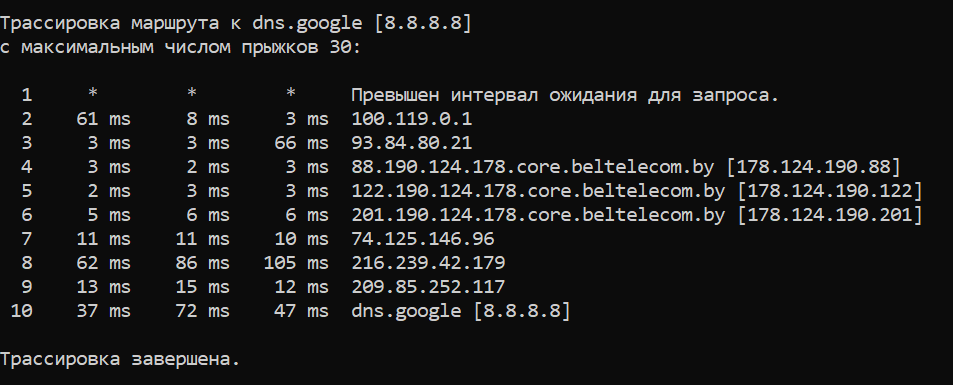 Трассировка маршрута к dns.google [8.8.8.8]
с максимальным числом прыжков 30:
1 * * * Превышен интервал ожидания для запроса.
2 61 ms 8 ms 3 ms 100.119.0.1
3 3 ms 3 ms 66 ms 93.84.80.21
4 3 ms 2 ms 3 ms 88.190.124.178.core.beltelecom.by [178.124.190.88]
5 2 ms 3 ms 3 ms 122.190.124.178.core.beltelecom.by [178.124.190.122]
6 5 ms 6 ms 6 ms 201.190.124.178.core.beltelecom.by [178.124.190.201]
7 11 ms 11 ms 10 ms 74.125.146.96
8 62 ms 86 ms 105 ms 216.239.42.179
9 13 ms 15 ms 12 ms 209.85.252.117
10 37 ms 72 ms 47 ms dns.google [8.8.8.8]
Трассировка завершена.